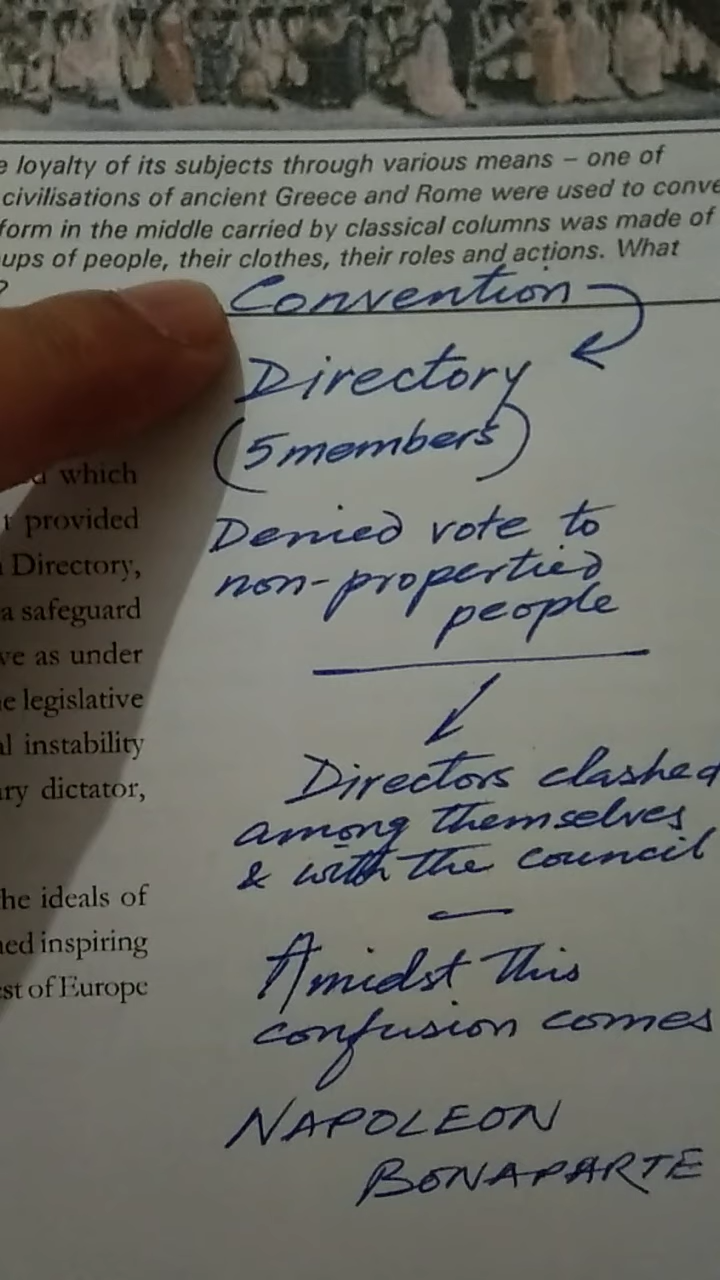 loyalty of its subjects through various means – one of
civilisations of ancient Greece and Rome were used to
form in the middle carried by classical columns was made of
ups of people, their clothes, their roles and actions. What
?
Convention
Directory
(5 members)
Denied vote to
non-propertied
people
Directors clashed
among themselves
& with the council
Amidst this
confusion comes
NAPOLEON
BONAPARTE
which
provided
Directory,
a safeguard
ve as under
e legislative
al instability
ary dictator,
he ideals of
ned inspiring
st of Europe